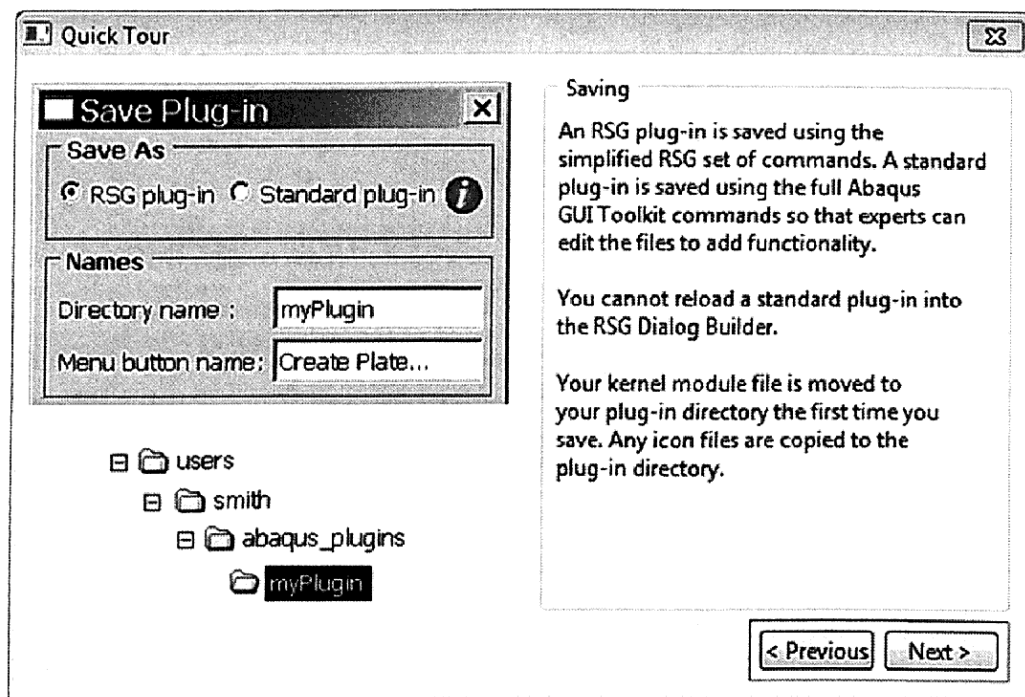 Quick Tour
Save Plug-in
Save As
RSG plug-in Standard plug-in i
Names
Directory name : myPlugin
Menu button name: Create Plate...
users
smith
abaqus_plugins
myPlugin
Saving
An RSG plug-in is saved using the
simplified RSG set of commands. A standard
plug-in is saved using the full Abaqus
GUI Toolkit commands so that experts can
edit the files to add functionality.
You cannot reload a standard plug-in into
the RSG Dialog Builder.
Your kernel module file is moved to
your plug-in directory the first time you
save. Any icon files are copied to the
plug-in directory.
< Previous Next >